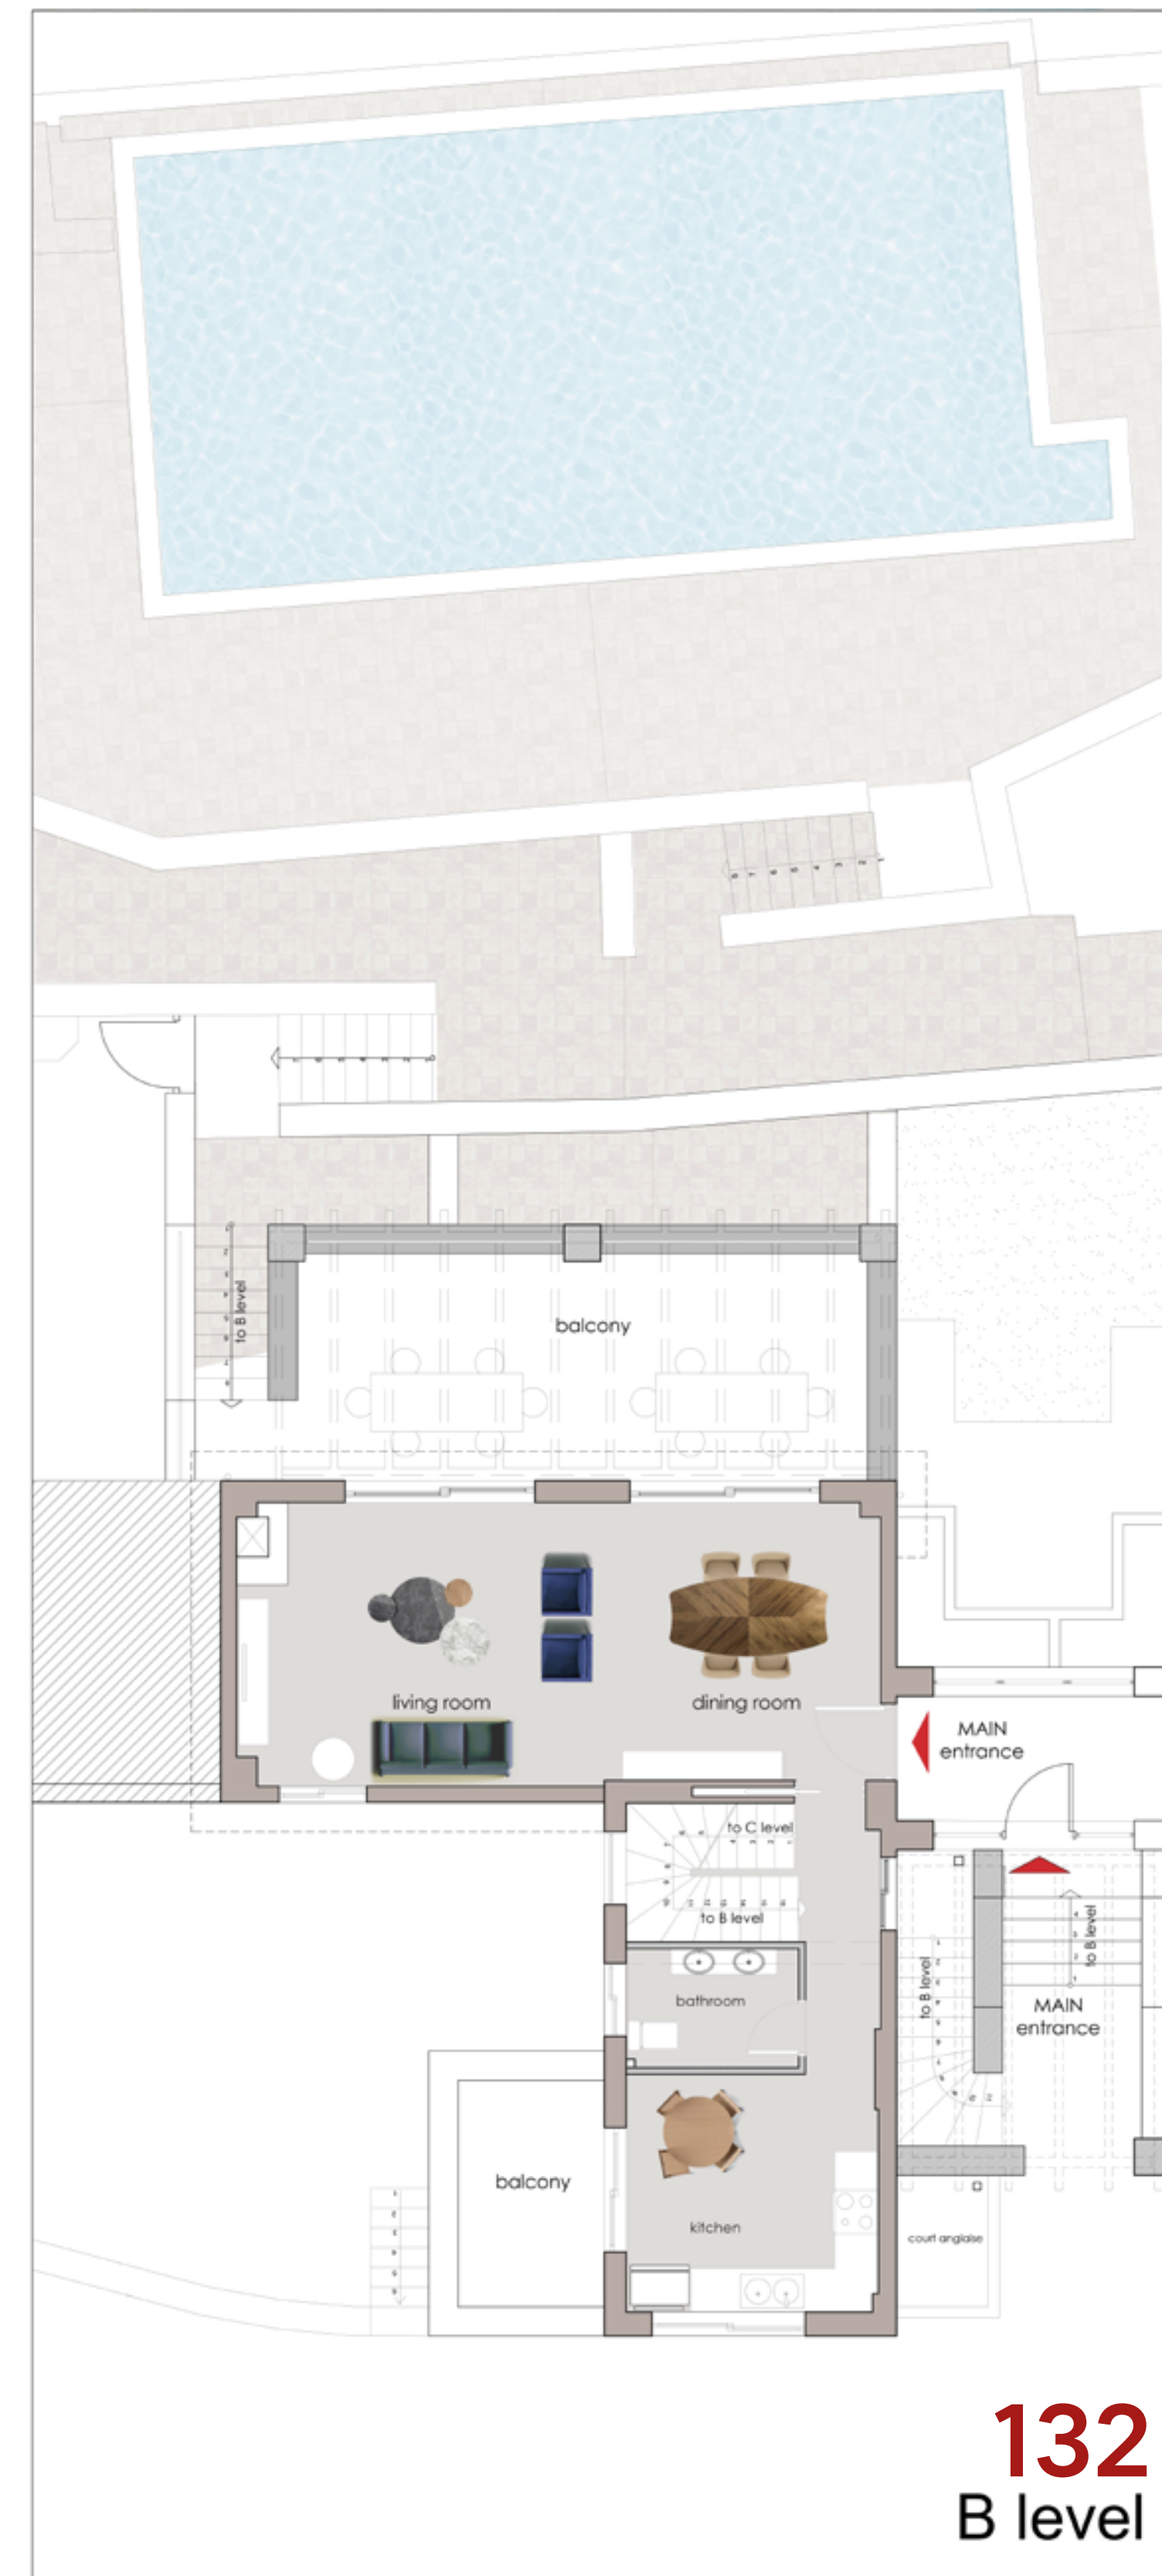 to B level
balcony
living room
dining room
MAIN
entrance
to C level
to B level
bathroom
to B level
to B level
MAIN
entrance
balcony
kitchen
court anglaise
132
B level